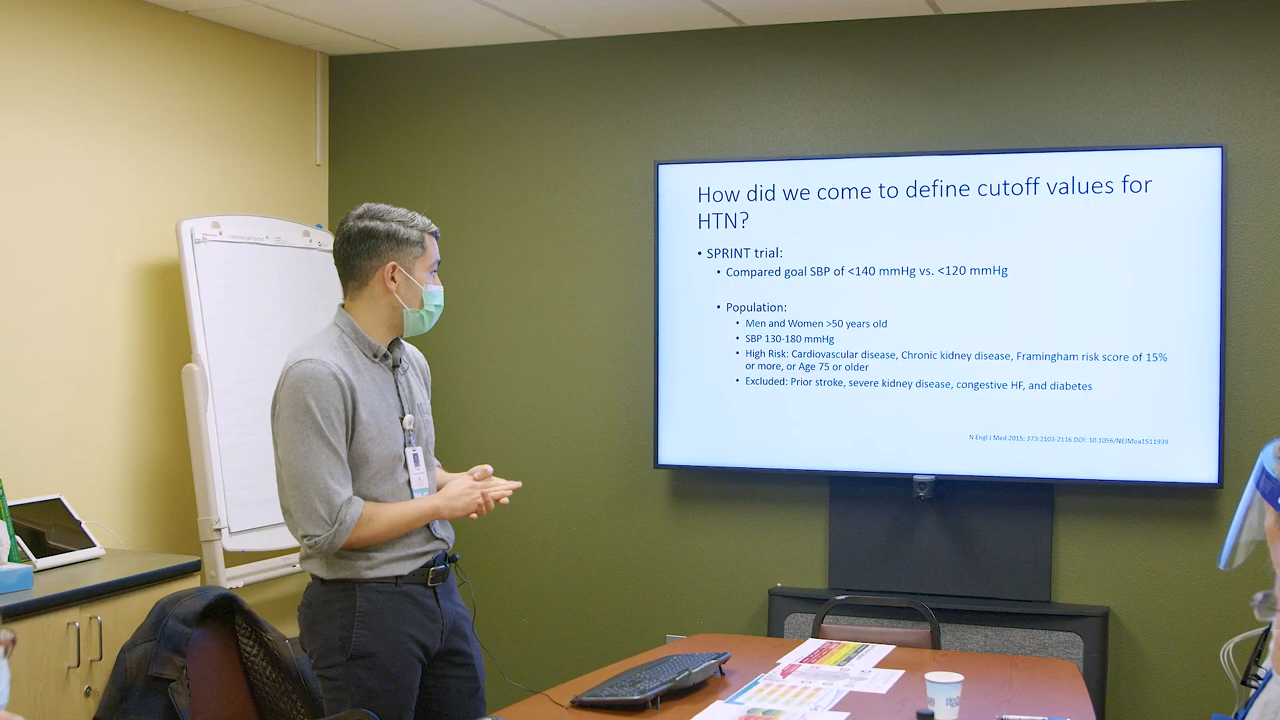 How did we come to define cutoff values for
HTN?
• SPRINT trial:
• Compared goal SBP of <140 mmHg vs. <120 mmHg
• Population:
• Men and Women >50 years old
• SBP 130-180 mmHg
• High Risk: Cardiovascular disease, Chronic kidney disease, Framingham risk score of 15%
or more, or Age 75 or older
• Excluded: Prior stroke, severe kidney disease, congestive HF, and diabetes
N Engl J Med 2015; 373:2103-2116 DOI: 10.1056/NEJMoa1511939